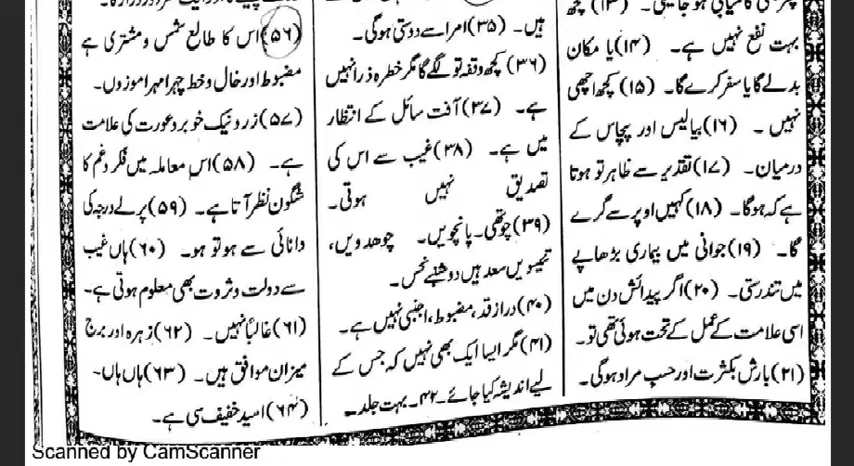 بہت نفع نہیں ہے۔ (۱۴) یا مکان
بدلے گا یا سفر کرے گا۔ (۱۵) کچھ اچھی
نہیں ۔ (۱۶) بیالیس اور پچاس کے
درمیان۔ (۱۷) تقدیر سے ظاہر تو ہوتا
ہے کہ ہوگا۔ (۱۸) کہیں اوپر سے گرے
گا۔ (۱۹) جوانی میں بیماری بڑھاپے
میں تندرستی۔ (۲۰) اگر پیدائش دن میں
اسی علامت کے عمل کے تحت ہوئی تھی تو۔
(۲۱) بارش بکثرت اور حسب مراد ہوگی۔
ہیں۔ (۳۵) امرا سے دوستی ہوگی۔
(۳۶) کچھ وقفہ تو لگے گا مگر خطرہ ذرا نہیں
ہے۔ (۳۷) آفت سائل کے انتظار
میں ہے۔ (۳۸) غیب سے اس کی
تصدیق نہیں ہوتی۔
(۳۹) چوتھی۔ پانچویں۔ چودھویں،
تیسویں سعد ہیں دو شنبے نحس۔
(۴۰) دراز قد، مضبوط، اجنبی نہیں ہے۔
(۴۱) مگر ایسا ایک بھی نہیں کہ جس کے
لیے اندیشہ کیا جائے۔ ۴۲۔ بہت جلد۔
(۵۶) اس کا طالع شمس و مشتری ہے
مضبوط اور خال و خط چہرا مہرا موزوں۔
(۵۷) زر و نیک خوبرو عورت کی علامت
ہے۔ (۵۸) اس معاملہ میں فکر و غم کا
شگون نظر آتا ہے۔ (۵۹) پرلے درجہ کی
دانائی سے ہو تو ہو۔ (۶۰) ہاں غیب
سے دولت و ثروت بھی معلوم ہوتی ہے۔
(۶۱) غالباً نہیں۔ (۶۲) زہرہ اور برج
میزان موافق ہیں۔ (۶۳) ہاں ہاں۔
(۶۴) امید خفیف سی ہے۔
Scanned by CamScanner